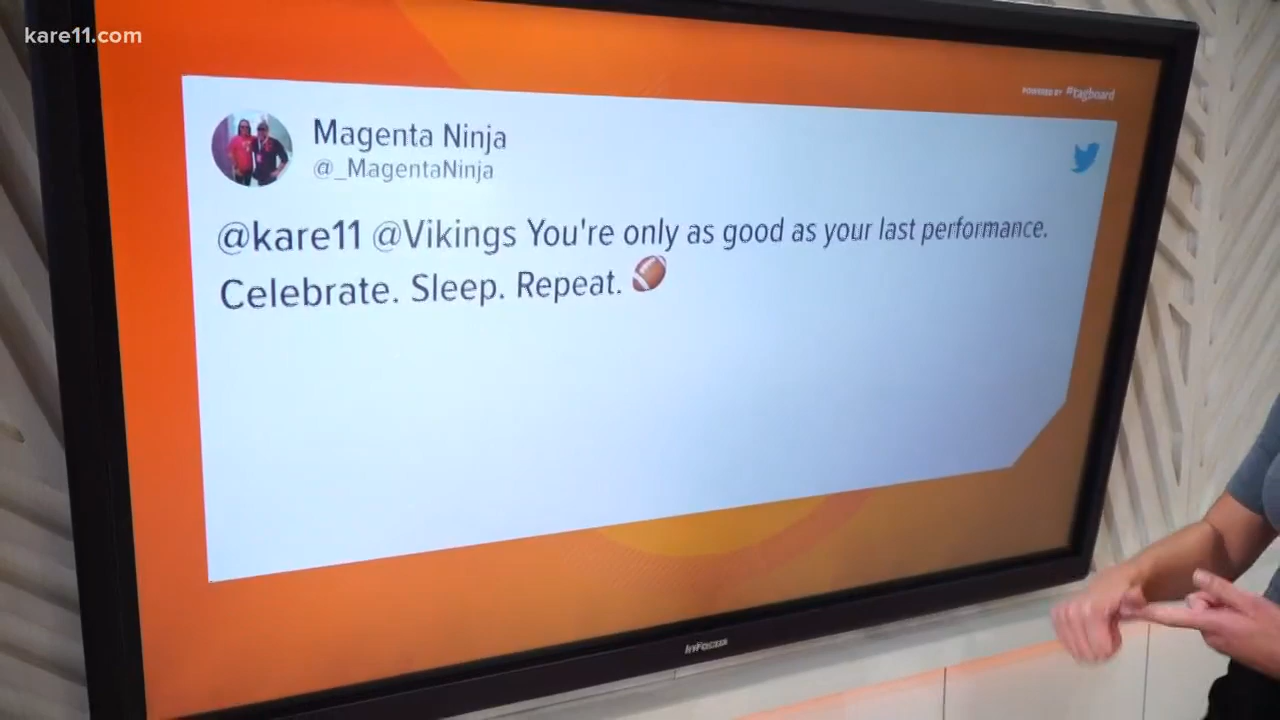 kare11.com
POWERED BY #tagboard
Magenta Ninja
@_MagentaNinja
@kare11 @Vikings You're only as good as your last performance.
Celebrate. Sleep. Repeat.
InFocus